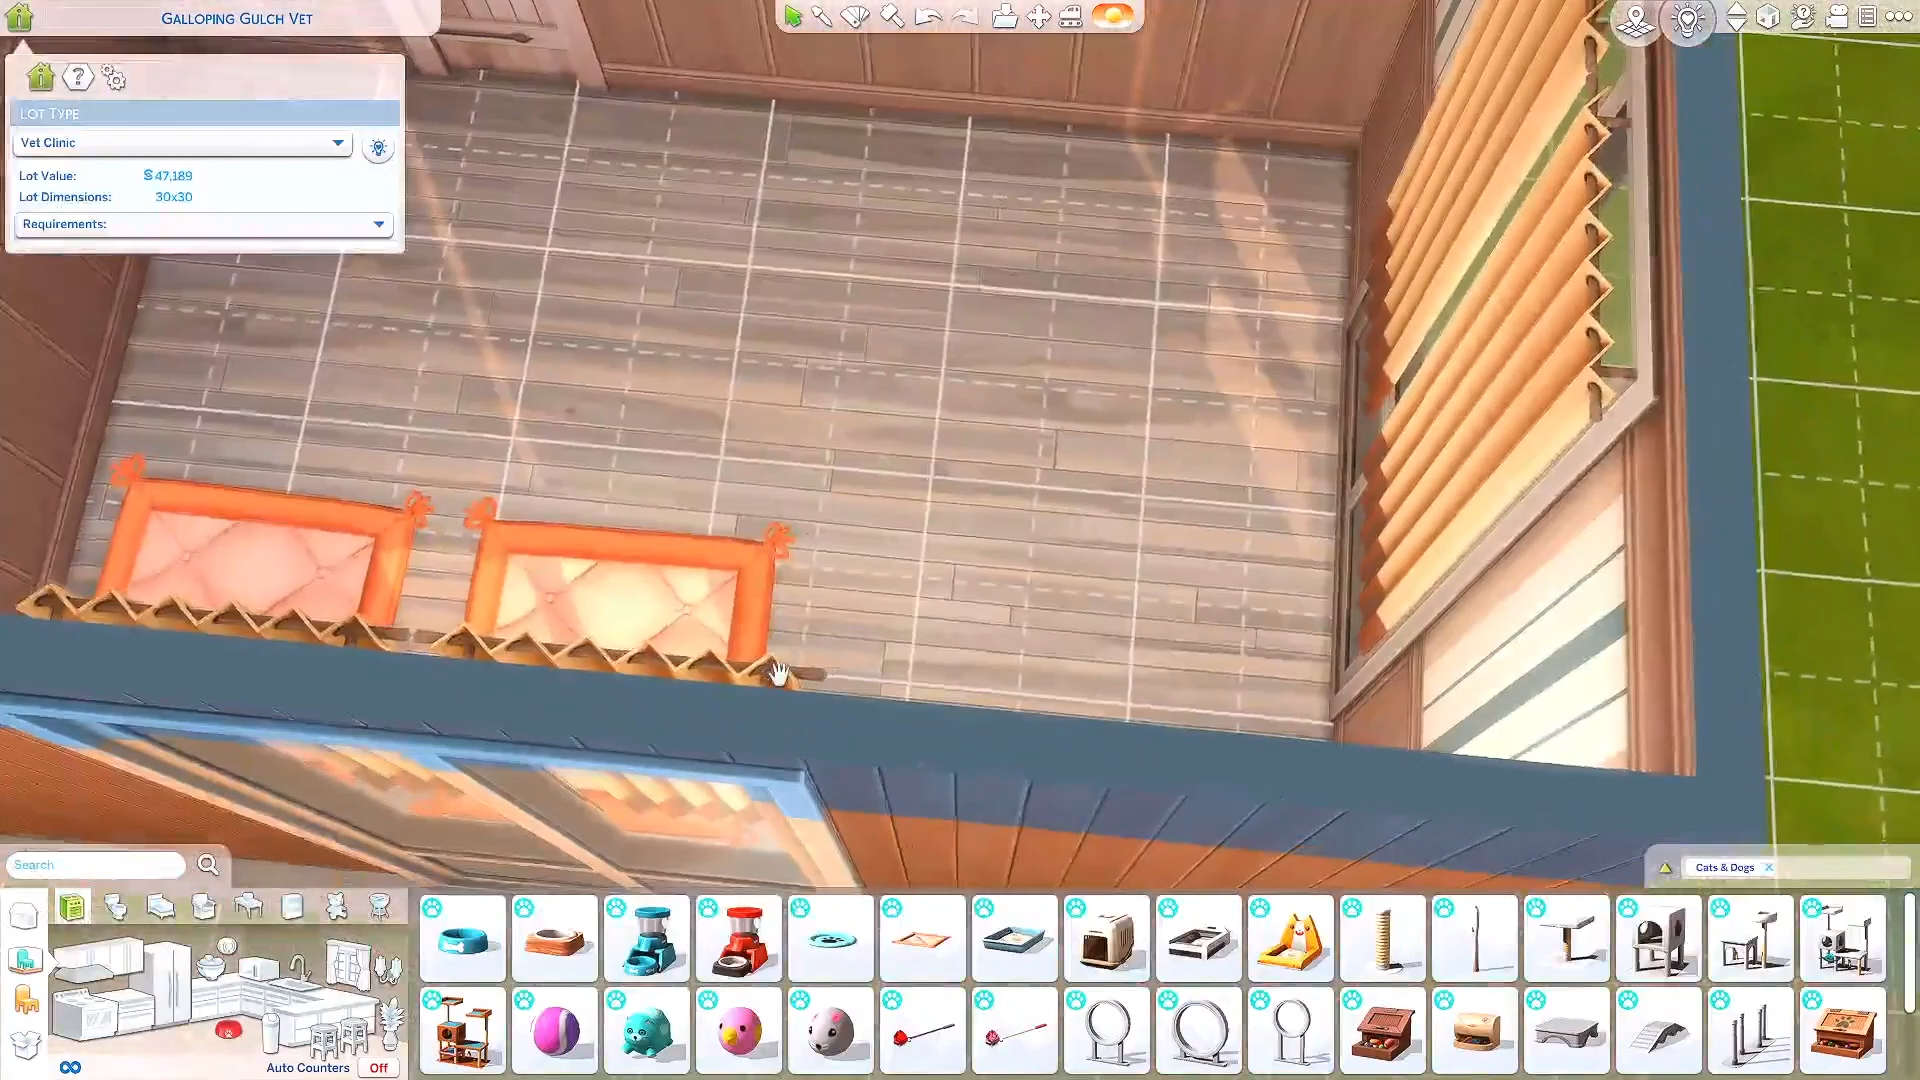 GALLOPING GULCH VET
LOT TYPE
Vet Clinic
Lot Value: §47,189
Lot Dimensions: 30x30
Requirements:
Search
Cats & Dogs
Auto Counters Off